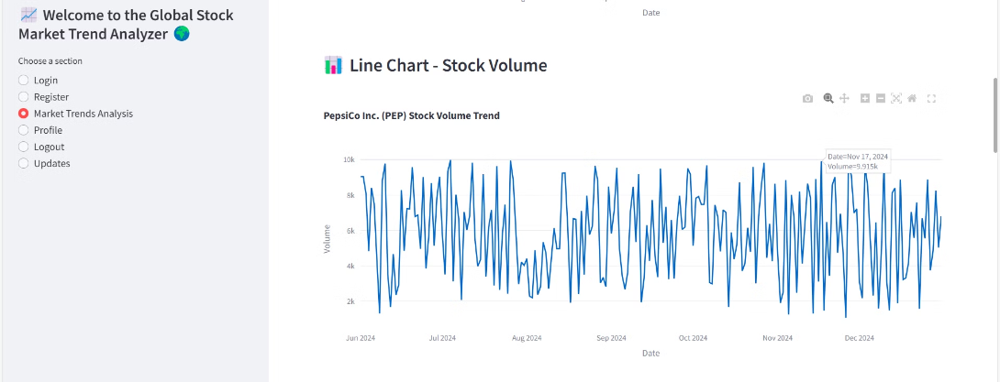 Welcome to the Global Stock
Market Trend Analyzer
Choose a section
Login
Register
Market Trends Analysis
Profile
Logout
Updates
Date
Line Chart - Stock Volume
PepsiCo Inc. (PEP) Stock Volume Trend
Date=Nov 17, 2024
Volume=9.915k
10k
8k
6k
4k
2k
Volume
Jun 2024
Jul 2024
Aug 2024
Sep 2024
Oct 2024
Nov 2024
Dec 2024
Date